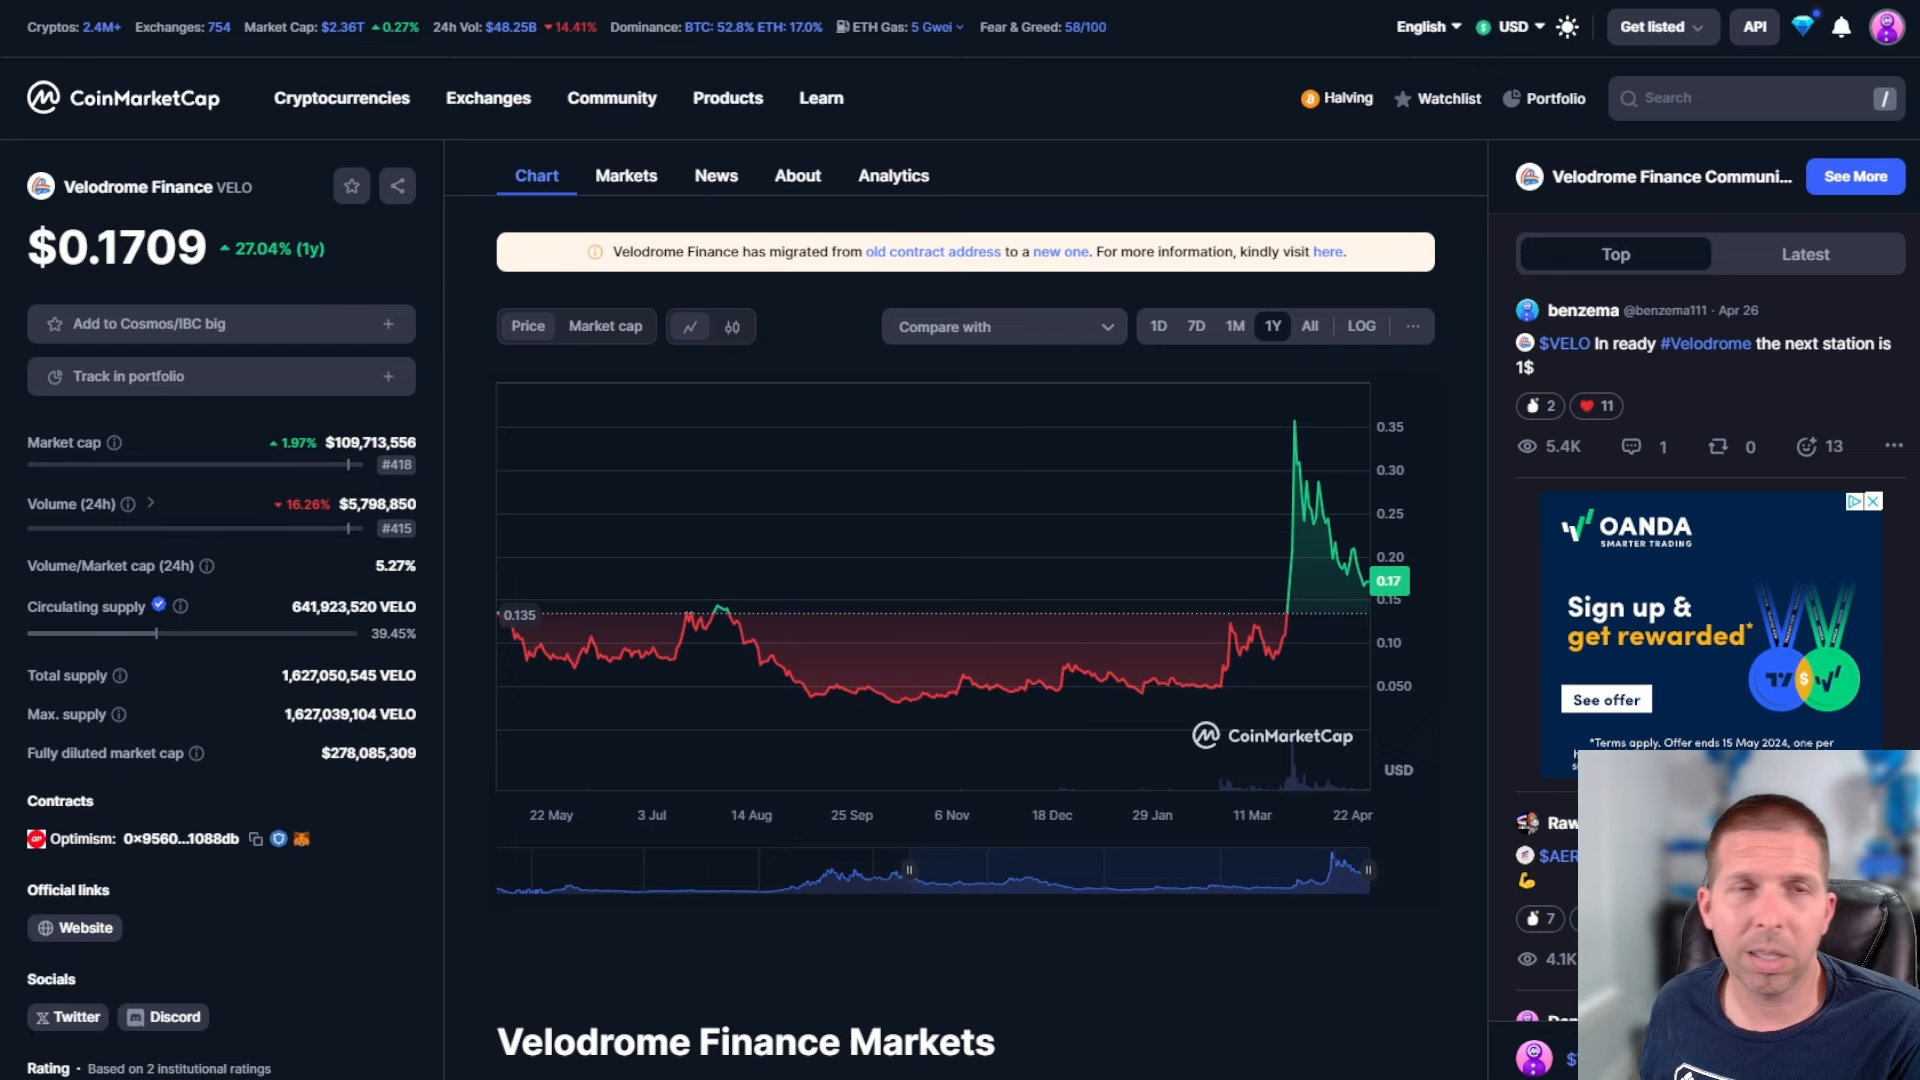 Cryptos: 2.4M+ Exchanges: 754 Market Cap: $2.36T 0.27% 24h Vol: $48.25B 14.41% Dominance: BTC: 52.8% ETH: 17.0% ETH Gas: 5 Gwei Fear & Greed: 58/100
English USD Get listed API
CoinMarketCap Cryptocurrencies Exchanges Community Products Learn
Halving Watchlist Portfolio Search /
Velodrome Finance VELO
$0.1709 27.04% (1y)
Add to Cosmos/IBC big +
Track in portfolio +
Market cap 1.97% $109,713,556
#418
Volume (24h) 16.26% $5,798,850
#415
Volume/Market cap (24h) 5.27%
Circulating supply 641,923,520 VELO
39.45%
Total supply 1,627,050,545 VELO
Max. supply 1,627,039,104 VELO
Fully diluted market cap $278,085,309
Contracts
Optimism: 0x9560...1088db
Official links
Website
Socials
Twitter Discord
Rating · Based on 2 institutional ratings
Chart Markets News About Analytics
Velodrome Finance has migrated from old contract address to a new one. For more information, kindly visit here.
Price Market cap
Compare with
1D 7D 1M 1Y All LOG ...
0.35
0.30
0.25
0.20
0.17
0.15
0.135
0.10
0.050
CoinMarketCap
USD
22 May 3 Jul 14 Aug 25 Sep 6 Nov 18 Dec 29 Jan 11 Mar 22 Apr
Velodrome Finance Markets
Velodrome Finance Communi... See More
Top Latest
benzema @benzema111 · Apr 26
$VELO In ready #Velodrome the next station is
1$
2 11
5.4K 1 0 13 ...
OANDA
SMARTER TRADING
Sign up &
get rewarded*
$
See offer
*Terms apply. Offer ends 15 May 2024, one per
Raw
$AER
7
4.1K
$